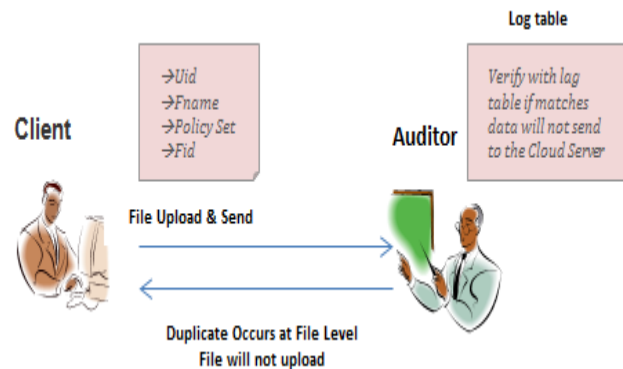 Log table
→Uid
→Fname
→Policy Set
→Fid
Verify with lag
table if matches
data will not send
to the Cloud Server
Client
Auditor
File Upload & Send
Duplicate Occurs at File Level
File will not upload